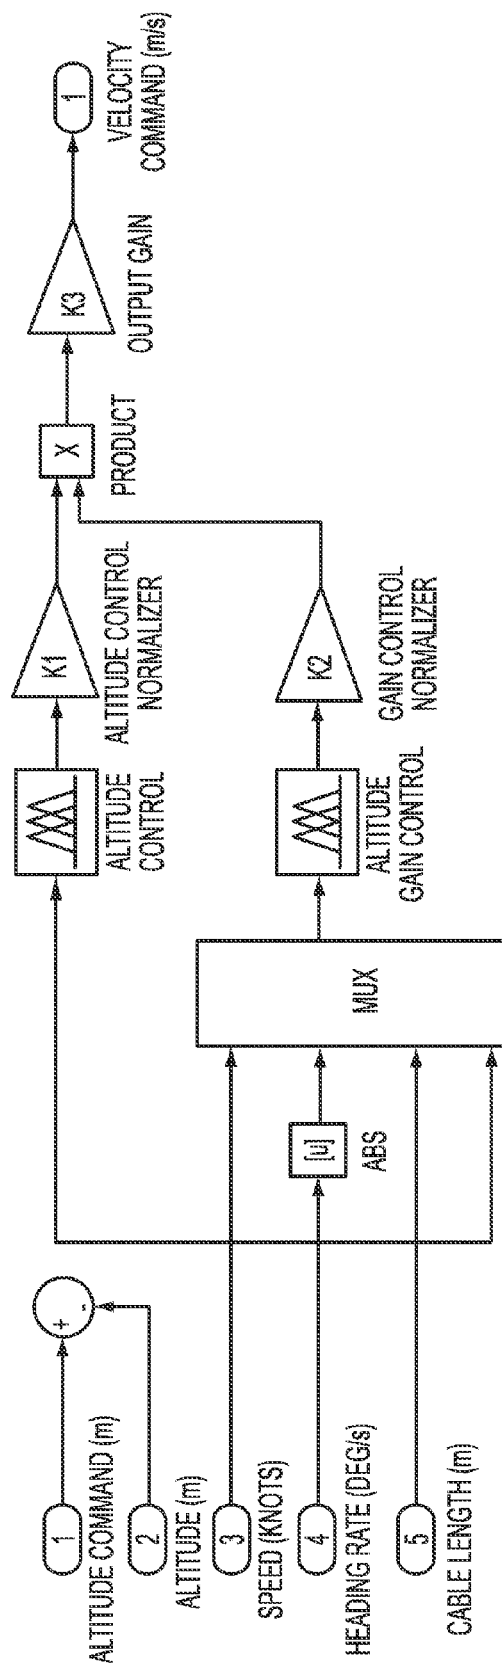 1
ALTITUDE COMMAND (m)
2
ALTITUDE (m)
3
SPEED (KNOTS)
4
HEADING RATE (DEG/s)
5
CABLE LENGTH (m)
+
-
[u]
ABS
MUX
ALTITUDE
CONTROL
ALTITUDE
GAIN CONTROL
K1
ALTITUDE CONTROL
NORMALIZER
K2
GAIN CONTROL
NORMALIZER
X
PRODUCT
K3
OUTPUT GAIN
1
VELOCITY
COMMAND (m/s)